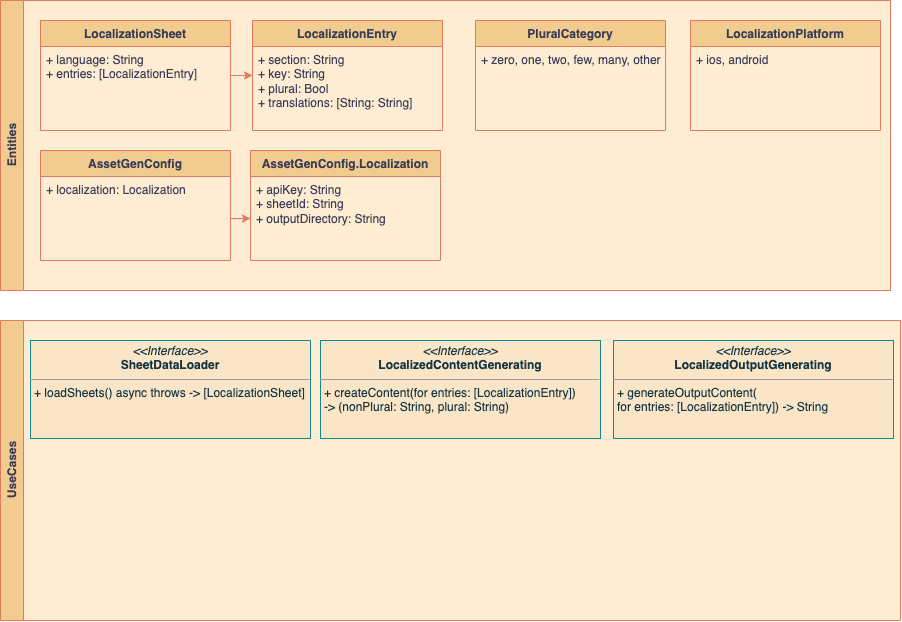 Entities
LocalizationSheet
+ language: String
+ entries: [LocalizationEntry]
LocalizationEntry
+ section: String
+ key: String
+ plural: Bool
+ translations: [String: String]
PluralCategory
+ zero, one, two, few, many, other
LocalizationPlatform
+ ios, android
AssetGenConfig
+ localization: Localization
AssetGenConfig.Localization
+ apiKey: String
+ sheetId: String
+ outputDirectory: String
UseCases
<<Interface>>
SheetDataLoader
+ loadSheets() async throws -> [LocalizationSheet]
<<Interface>>
LocalizedContentGenerating
+ createContent(for entries: [LocalizationEntry])
-> (nonPlural: String, plural: String)
<<Interface>>
LocalizedOutputGenerating
+ generateOutputContent(
for entries: [LocalizationEntry]) -> String